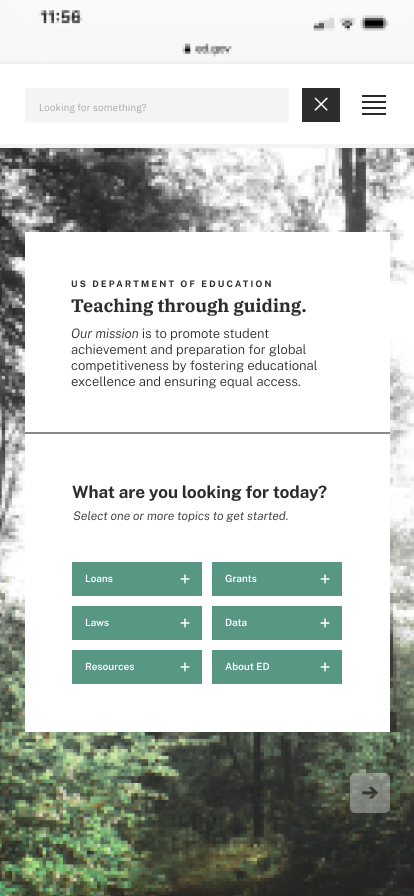 11:56
ed.gov
Looking for something?
US DEPARTMENT OF EDUCATION
Teaching through guiding.
Our mission is to promote student
achievement and preparation for global
competitiveness by fostering educational
excellence and ensuring equal access.
What are you looking for today?
Select one or more topics to get started.
Loans
Grants
Laws
Data
Resources
About ED